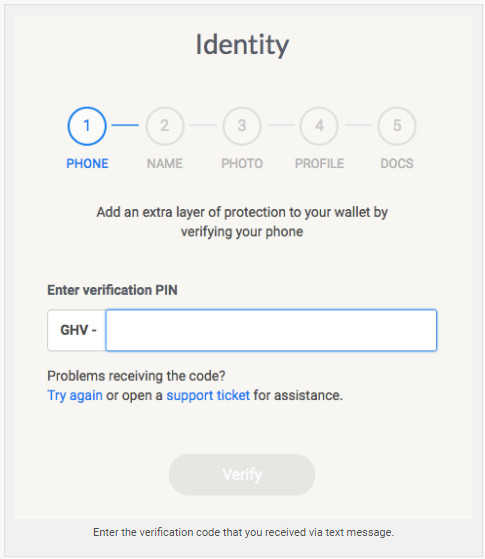 Identity
1 2 3 4 5
PHONE NAME PHOTO PROFILE DOCS
Add an extra layer of protection to your wallet by
verifying your phone
Enter verification PIN
GHV -
Problems receiving the code?
Try again or open a support ticket for assistance.
Verify
Enter the verification code that you received via text message.